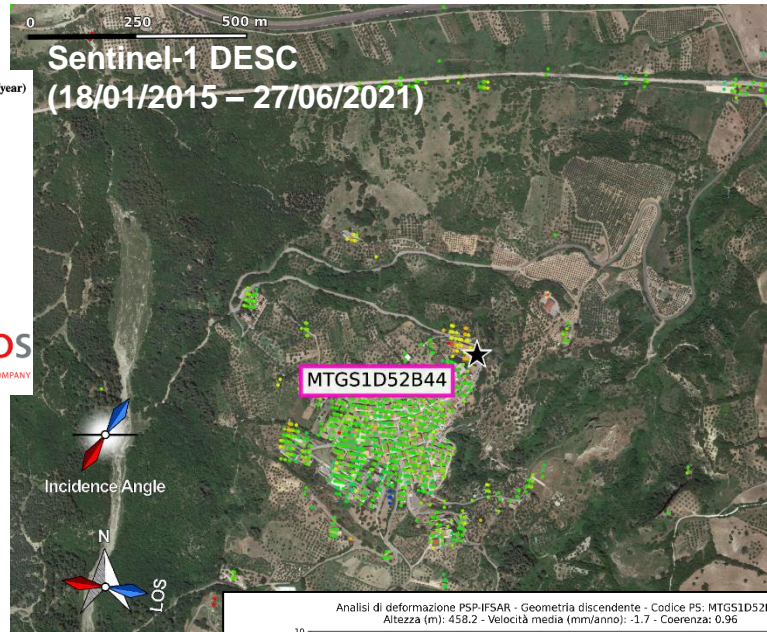 0 250 500 m
Sentinel-1 DESC
(18/01/2015 – 27/06/2021)
year)
MTGS1D52B44
OS
OMPANY
Incidence Angle
N
LOS
Analisi di deformazione PSP-IFSAR - Geometria discendente - Codice PS: MTGS1D52
Altezza (m): 458.2 - Velocità media (mm/anno): -1.7 - Coerenza: 0.96
10